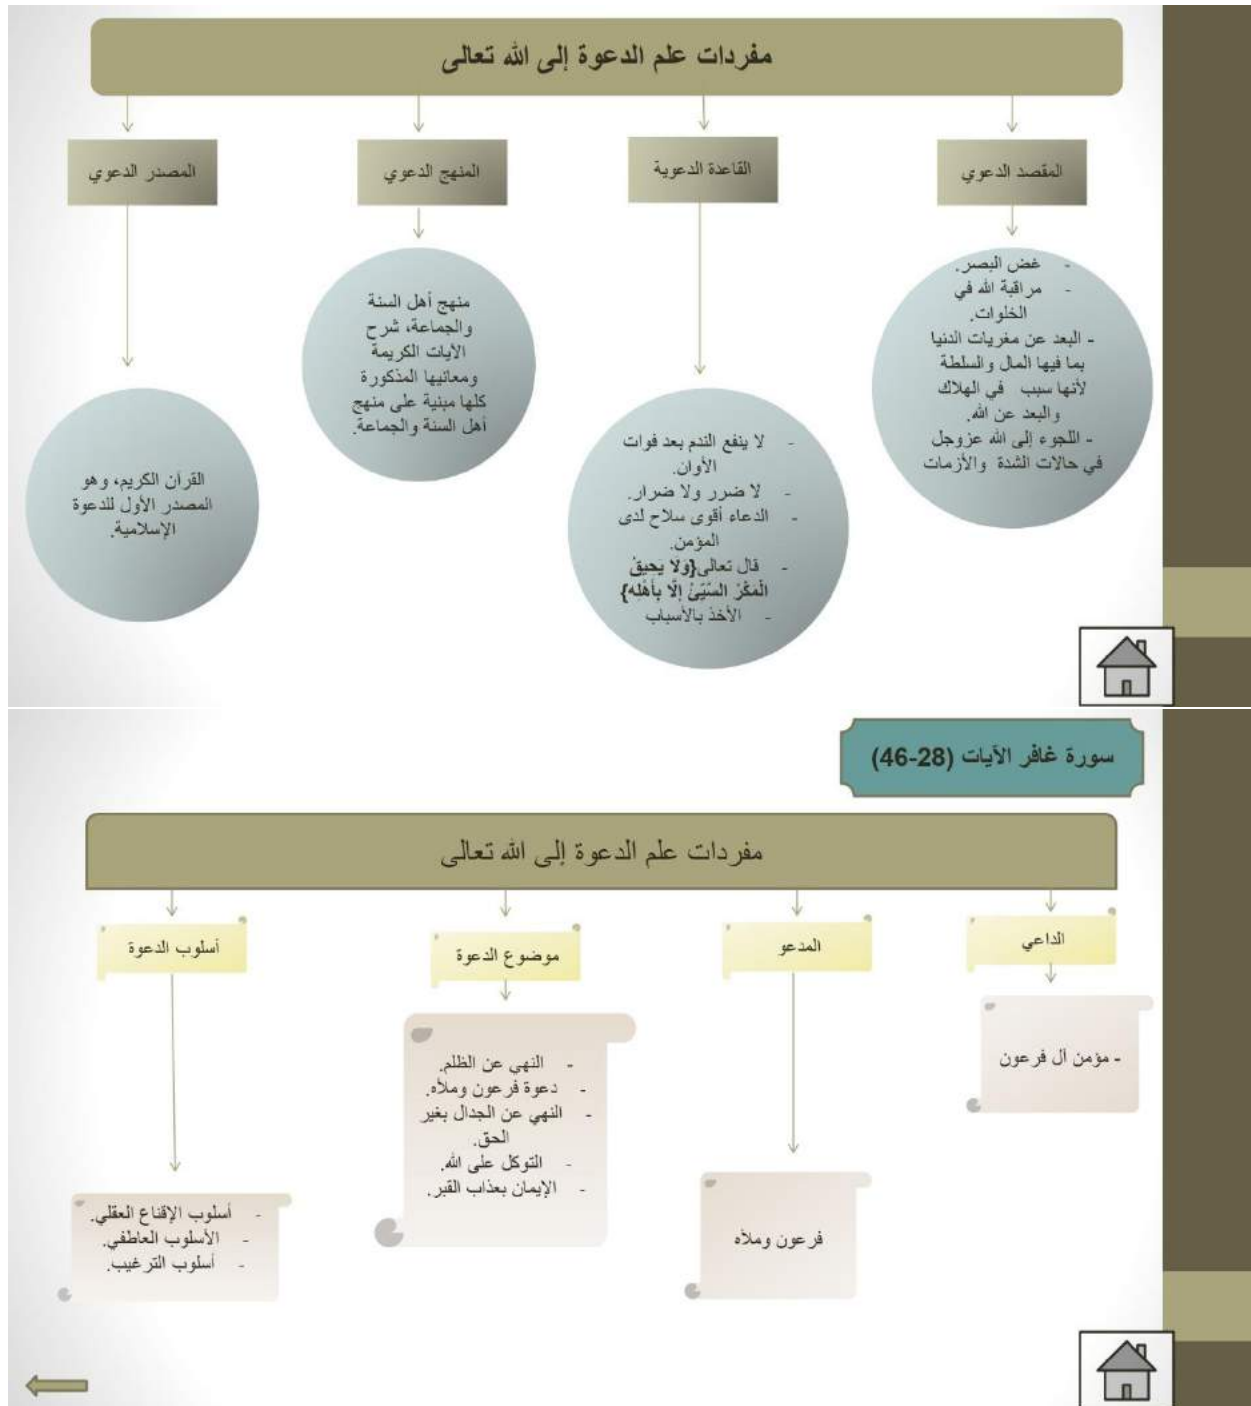 مفردات علم الدعوة إلى الله تعالى
المقصد الدعوي
- غض البصر.
- مراقبة الله في
الخلوات.
- البعد عن مغريات الدنيا
بما فيها المال والسلطة
لأنها سبب في الهلاك
والبعد عن الله.
- اللجوء إلى الله عزوجل
في حالات الشدة والأزمات
القاعدة الدعوية
- لا ينفع الندم بعد فوات
الأوان.
- لا ضرر ولا ضرار.
- الدعاء أقوى سلاح لدى
المؤمن.
- قال تعالى{وَلَا يَحِيقُ
الْمَكْرُ السَّيِّئُ إِلَّا بِأَهْلِهِ}
- الأخذ بالأسباب
المنهج الدعوي
منهج أهل السنة
والجماعة، شرح
الآيات الكريمة
ومعانيها المذكورة
كلها مبنية على منهج
أهل السنة والجماعة.
المصدر الدعوي
القرآن الكريم، وهو
المصدر الأول للدعوة
الإسلامية.
سورة غافر الآيات (28-46)
مفردات علم الدعوة إلى الله تعالى
الداعي
- مؤمن آل فرعون
المدعو
فرعون وملأه
موضوع الدعوة
- النهي عن الظلم.
- دعوة فرعون وملأه.
- النهي عن الجدال بغير
الحق.
- التوكل على الله.
- الإيمان بعذاب القبر.
أسلوب الدعوة
- أسلوب الإقناع العقلي.
- الأسلوب العاطفي.
- أسلوب الترغيب.